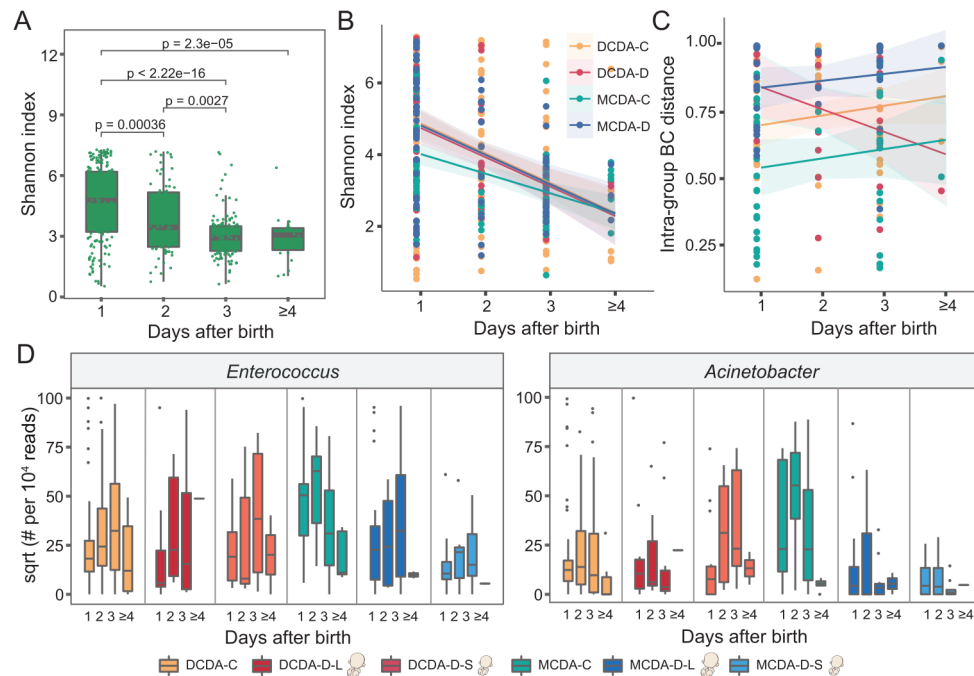 A
12
9
6
3
0
Shannon index
p = 2.3e−05
p < 2.22e−16
p = 0.0027
p = 0.00036
1 2 3 ≥4
Days after birth
B
6
4
2
Shannon index
DCDA-C
DCDA-D
MCDA-C
MCDA-D
1 2 3 ≥4
Days after birth
C
1.00
0.75
0.50
0.25
Intra-group BC distance
1 2 3 ≥4
Days after birth
D
Enterococcus
100
75
50
25
0
sqrt (# per 10⁴ reads)
1 2 3 ≥4 1 2 3 ≥4 1 2 3 ≥4 1 2 3 ≥4 1 2 3 ≥4 1 2 3 ≥4
Days after birth
Acinetobacter
100
75
50
25
0
1 2 3 ≥4 1 2 3 ≥4 1 2 3 ≥4 1 2 3 ≥4 1 2 3 ≥4 1 2 3 ≥4
Days after birth
DCDA-C DCDA-D-L DCDA-D-S MCDA-C MCDA-D-L MCDA-D-S